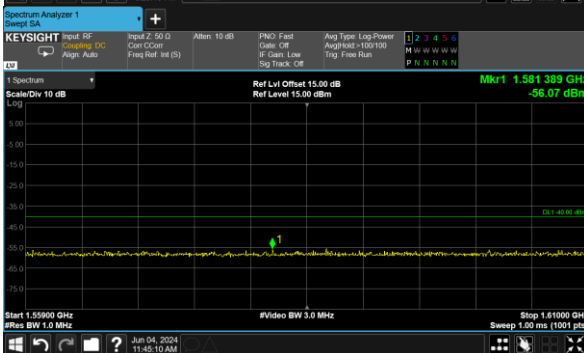 Spectrum Analyzer 1
Swept SA
+
KEYSIGHT Input: RF Input Z: 50 Ω Atten: 10 dB PNO: Fast Avg Type: Log-Power 1 2 3 4 5 6
Coupling: DC Corr CCorr Gate: Off Avg|Hold:>100/100 M W W W W W
Align: Auto Freq Ref: Int (S) IF Gain: Low Trig: Free Run P N N N N N
Sig Track: Off
LXI
1 Spectrum Ref Lvl Offset 15.00 dB Mkr1 1.581 389 GHz
Scale/Div 10 dB Ref Level 15.00 dBm -56.07 dBm
Log
5.00
-5.00
-15.0
-25.0
-35.0
DL1 -40.00 dBm
-45.0
1
-55.0
-65.0
-75.0
Start 1.55900 GHz #Video BW 3.0 MHz Stop 1.61000 GHz
#Res BW 1.0 MHz Sweep 1.00 ms (1001 pts)
? Jun 04, 2024
11:45:10 AM